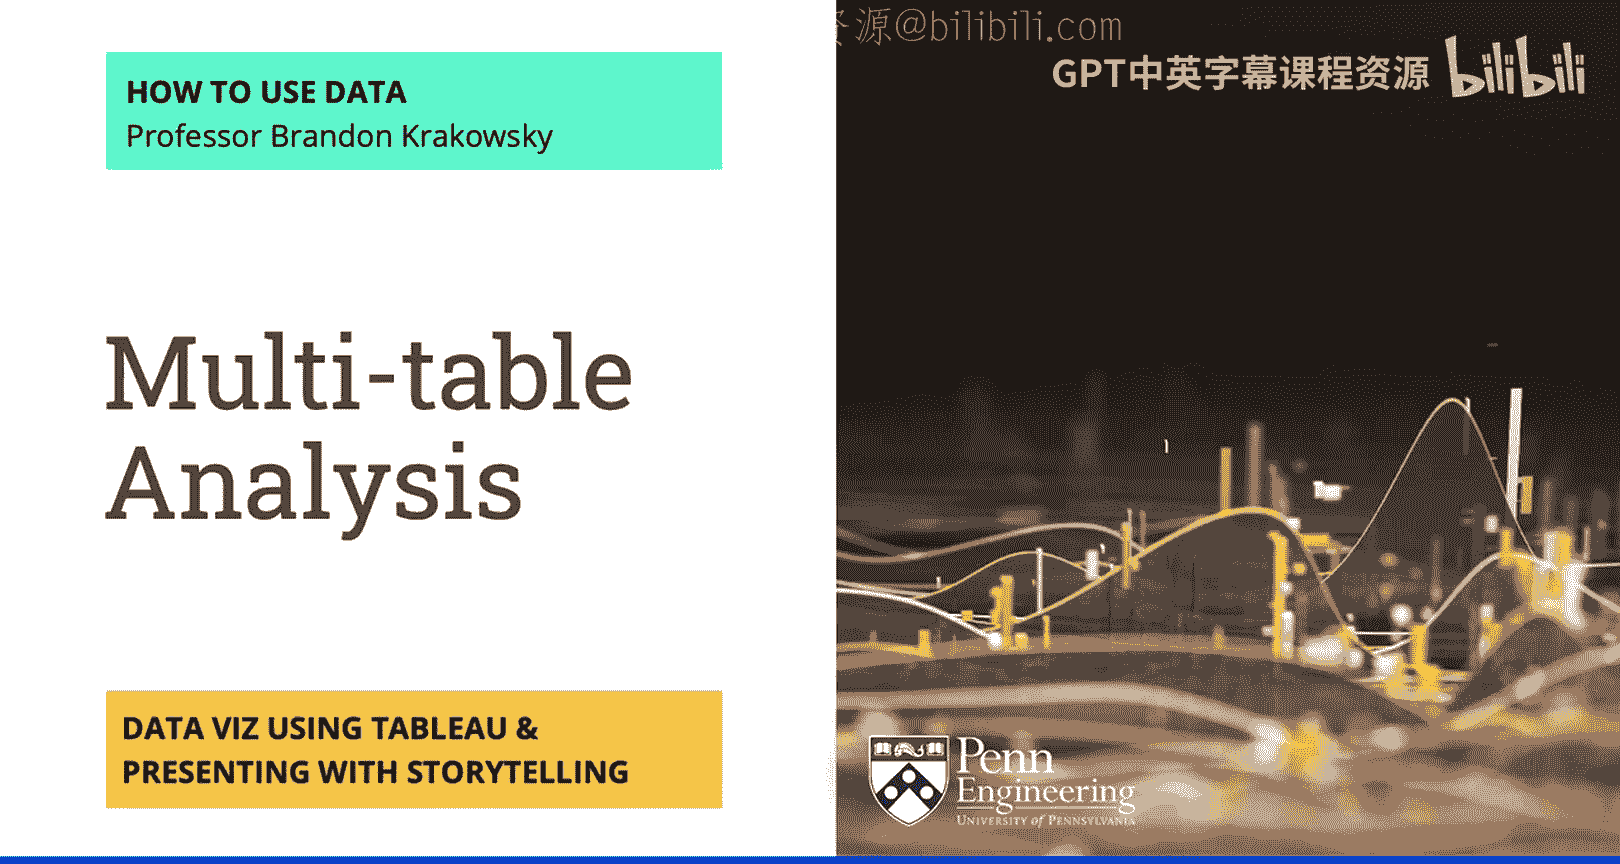 HOW TO USE DATA
Professor Brandon Krakowsky
Multi-table
Analysis
DATA VIZ USING TABLEAU &
PRESENTING WITH STORYTELLING
源@bilibili.com
GPT中英字幕课程资源 bilibili
Penn
Engineering
UNIVERSITY of PENNSYLVANIA